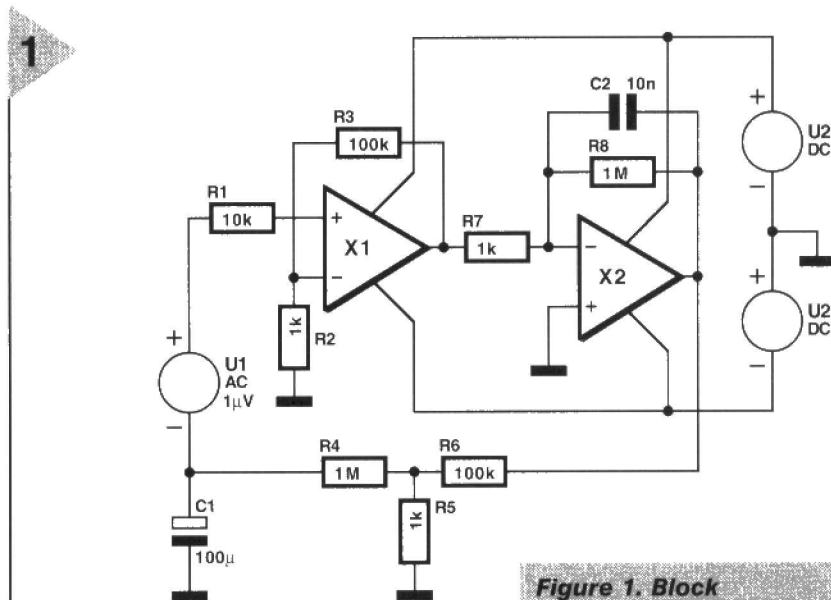 1
C2 10n
R3
100k
R8
1M
U2
DC
R1
10k
R7
1k
X1
X2
1k
R2
U2
DC
U1
AC
1µV
R4
1M
R6
100k
1k
R5
C1
100µ
Figure 1. Block